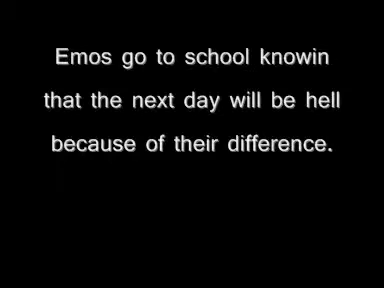 Emos go to school knowin
that the next day will be hell
because of their difference.